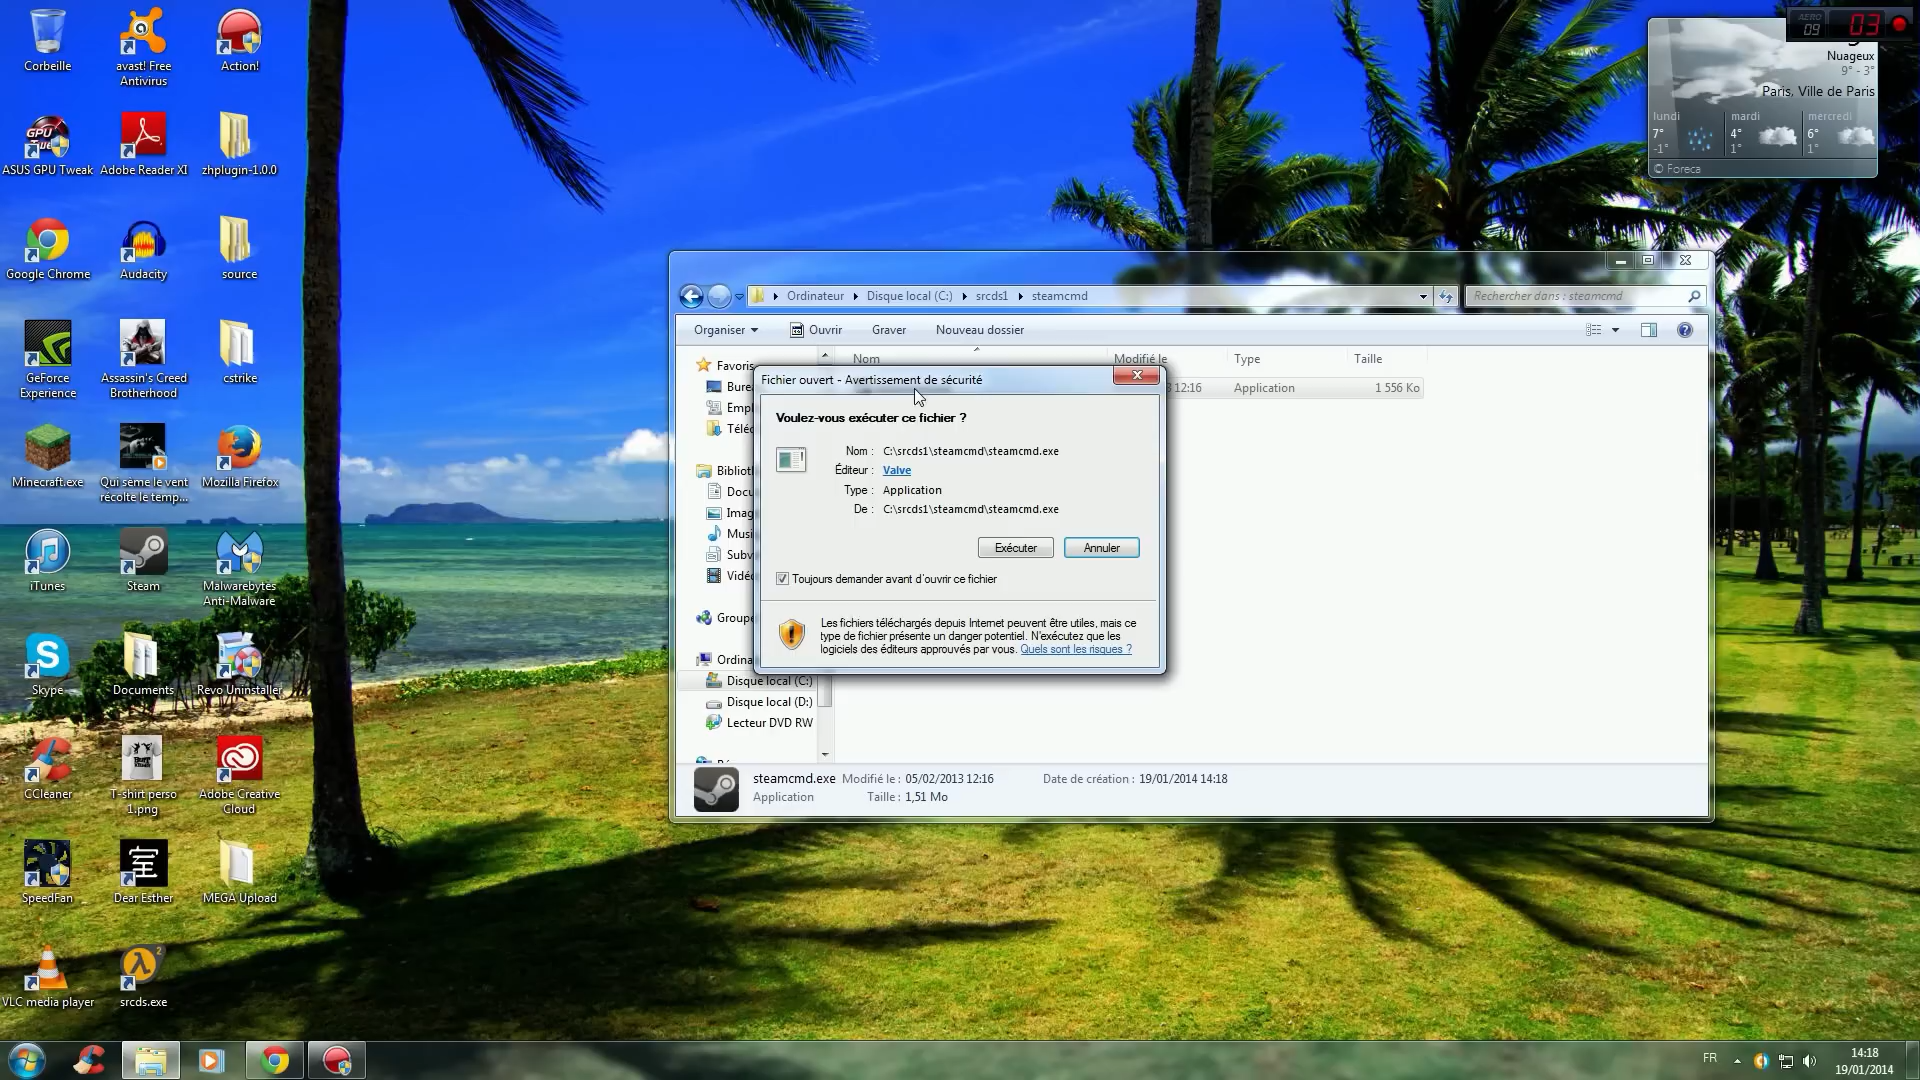 Corbeille
avast! Free
Antivirus
Action!
ASUS GPU Tweak
Adobe Reader XI
zhplugin-1.0.0
Google Chrome
Audacity
source
GeForce
Experience
Assassin's Creed
Brotherhood
cstrike
Minecraft.exe
Qui sème le vent
récolte le temp...
Mozilla Firefox
iTunes
Steam
Malwarebytes
Anti-Malware
Skype
Documents
Revo Uninstaller
CCleaner
T-shirt perso
1.png
Adobe Creative
Cloud
SpeedFan
Dear Esther
MEGA Upload
VLC media player
srcds.exe
AERO
09
03
Nuageux
9° - 3°
Paris, Ville de Paris
lundi
7°
-1°
mardi
4°
1°
mercredi
6°
1°
© Foreca
Ordinateur
Disque local (C:)
srcds1
steamcmd
Rechercher dans : steamcmd
Organiser
Ouvrir
Graver
Nouveau dossier
Nom
Modifié le
Type
Taille
12:16
Application
1 556 Ko
Favoris
Disque local (C:)
Disque local (D:)
Lecteur DVD RW
Fichier ouvert - Avertissement de sécurité
Voulez-vous exécuter ce fichier ?
Nom : C:\srcds1\steamcmd\steamcmd.exe
Éditeur : Valve
Type : Application
De : C:\srcds1\steamcmd\steamcmd.exe
Exécuter
Annuler
Toujours demander avant d'ouvrir ce fichier
Les fichiers téléchargés depuis Internet peuvent être utiles, mais ce
type de fichier présente un danger potentiel. N'exécutez que les
logiciels des éditeurs approuvés par vous. Quels sont les risques ?
steamcmd.exe Modifié le : 05/02/2013 12:16 Date de création : 19/01/2014 14:18
Application Taille : 1,51 Mo
FR
14:18
19/01/2014